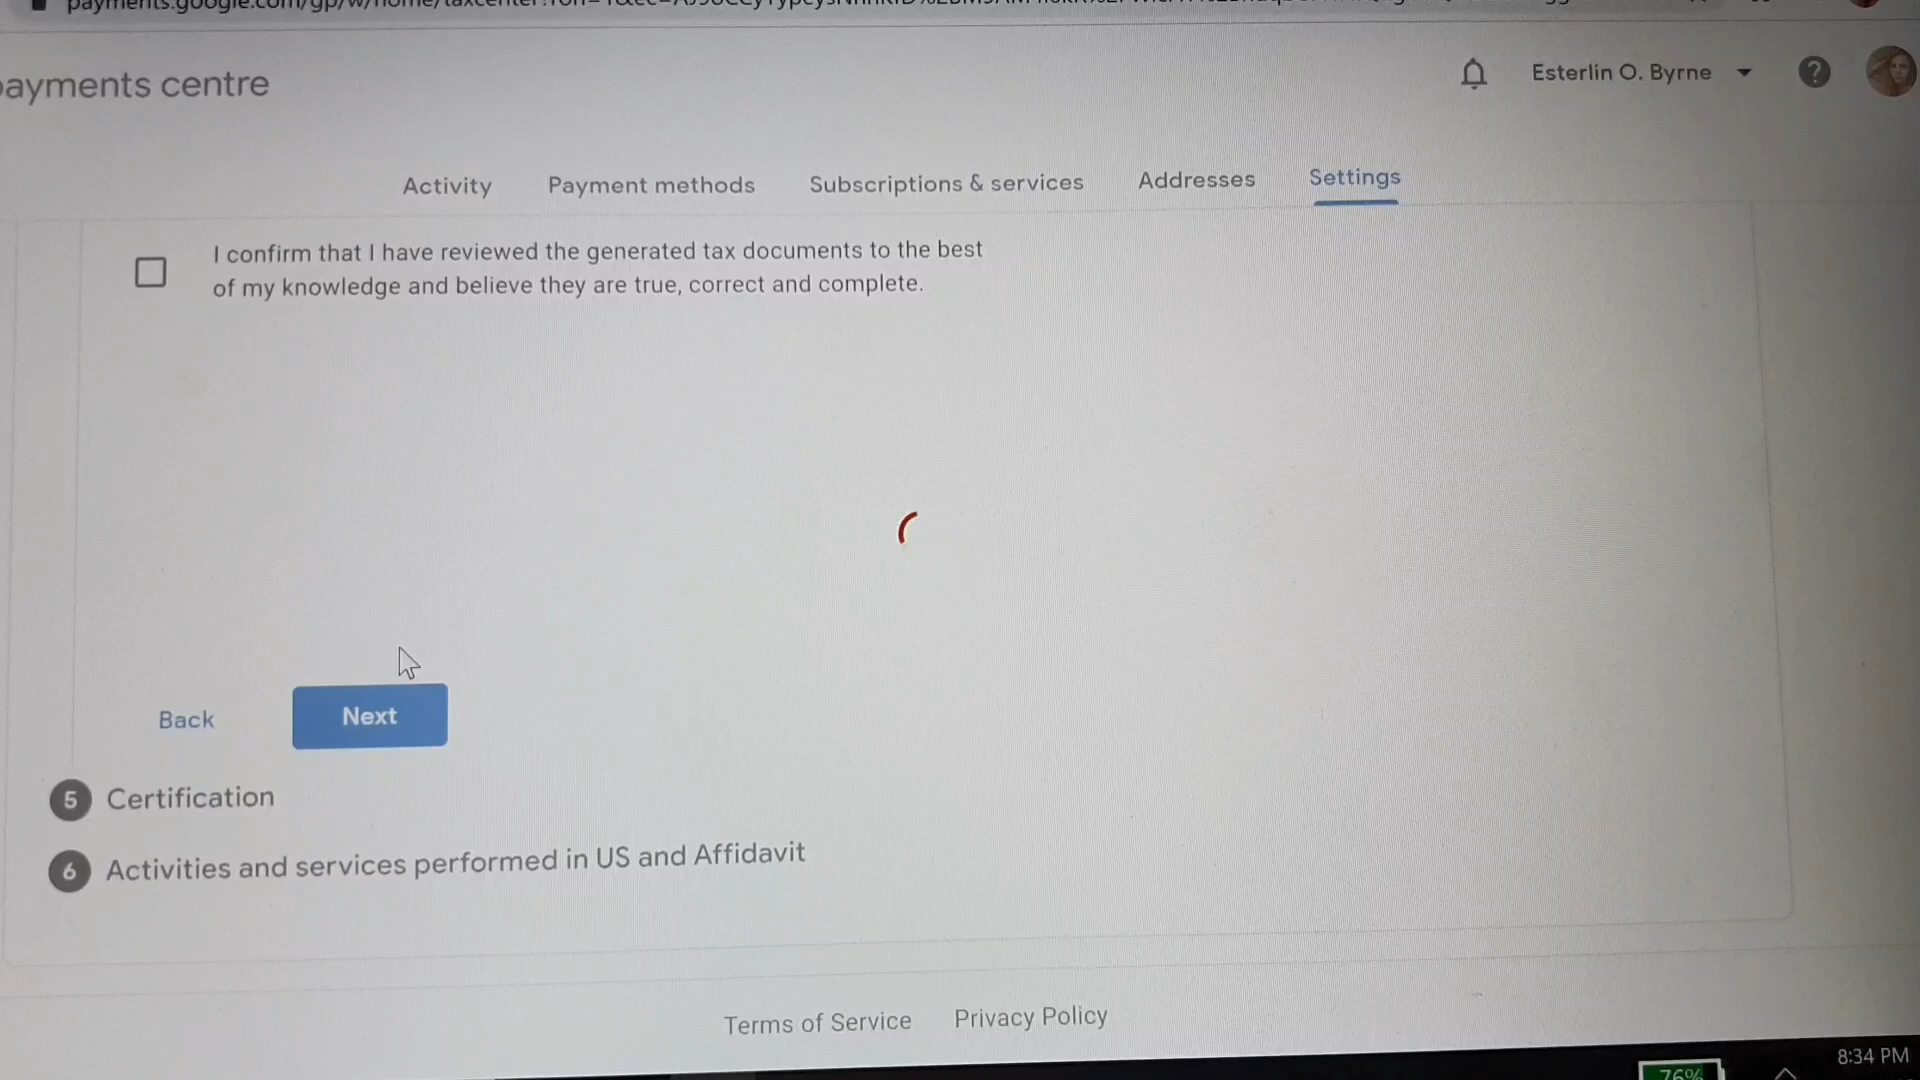 ayments centre
Esterlin O. Byrne
Activity
Payment methods
Subscriptions & services
Addresses
Settings
I confirm that I have reviewed the generated tax documents to the best
of my knowledge and believe they are true, correct and complete.
Back
Next
5 Certification
6 Activities and services performed in US and Affidavit
Terms of Service
Privacy Policy
76%
8:34 PM